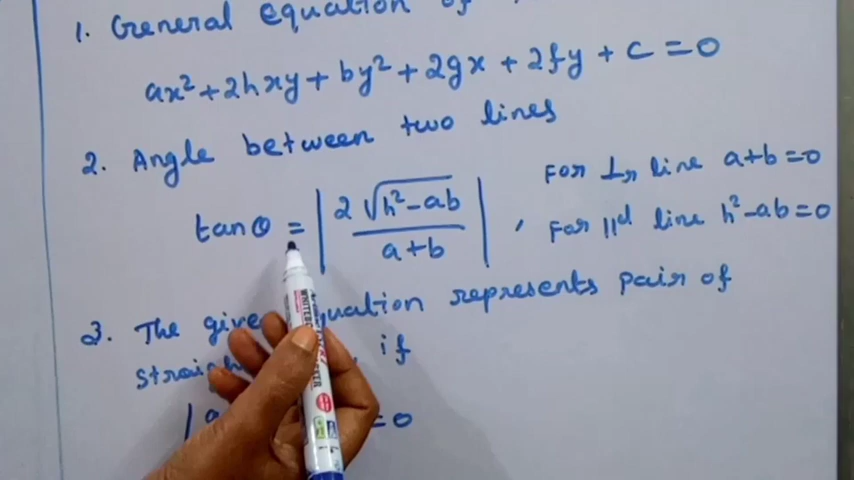 1. General equation of
ax²+2hxy+by²+2gx+2fy+c=0
2. Angle between two lines
tanθ = |2√(h²-ab)/(a+b)| , For ⊥r line a+b=0
For ||d line h²-ab=0
3. The given equation represents pair of
if
=0